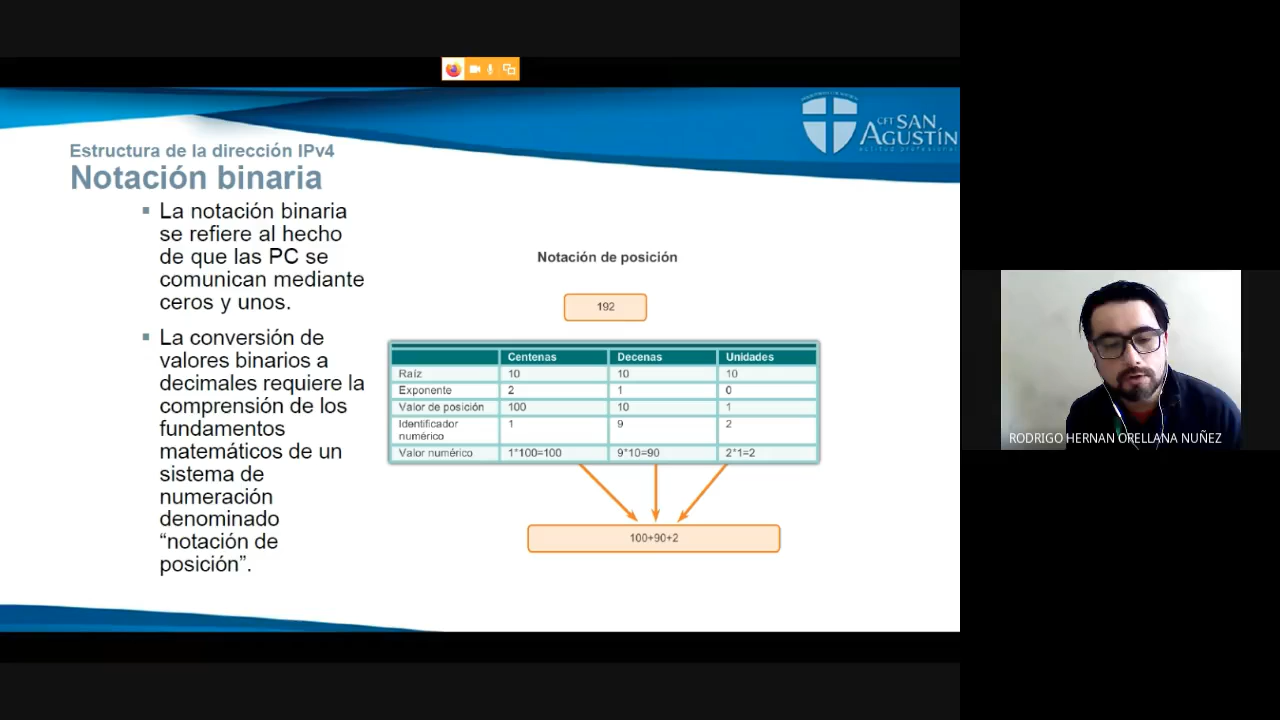 CFT SAN
AGUSTÍN
actitud profesional
Estructura de la dirección IPv4
Notación binaria
▪ La notación binaria
se refiere al hecho
de que las PC se
comunican mediante
ceros y unos.
▪ La conversión de
valores binarios a
decimales requiere la
comprensión de los
fundamentos
matemáticos de un
sistema de
numeración
denominado
“notación de
posición”.
Notación de posición
192
Centenas Decenas Unidades
Raíz 10 10 10
Exponente 2 1 0
Valor de posición 100 10 1
Identificador
numérico 1 9 2
Valor numérico 1*100=100 9*10=90 2*1=2
100+90+2
RODRIGO HERNAN ORELLANA NUÑEZ